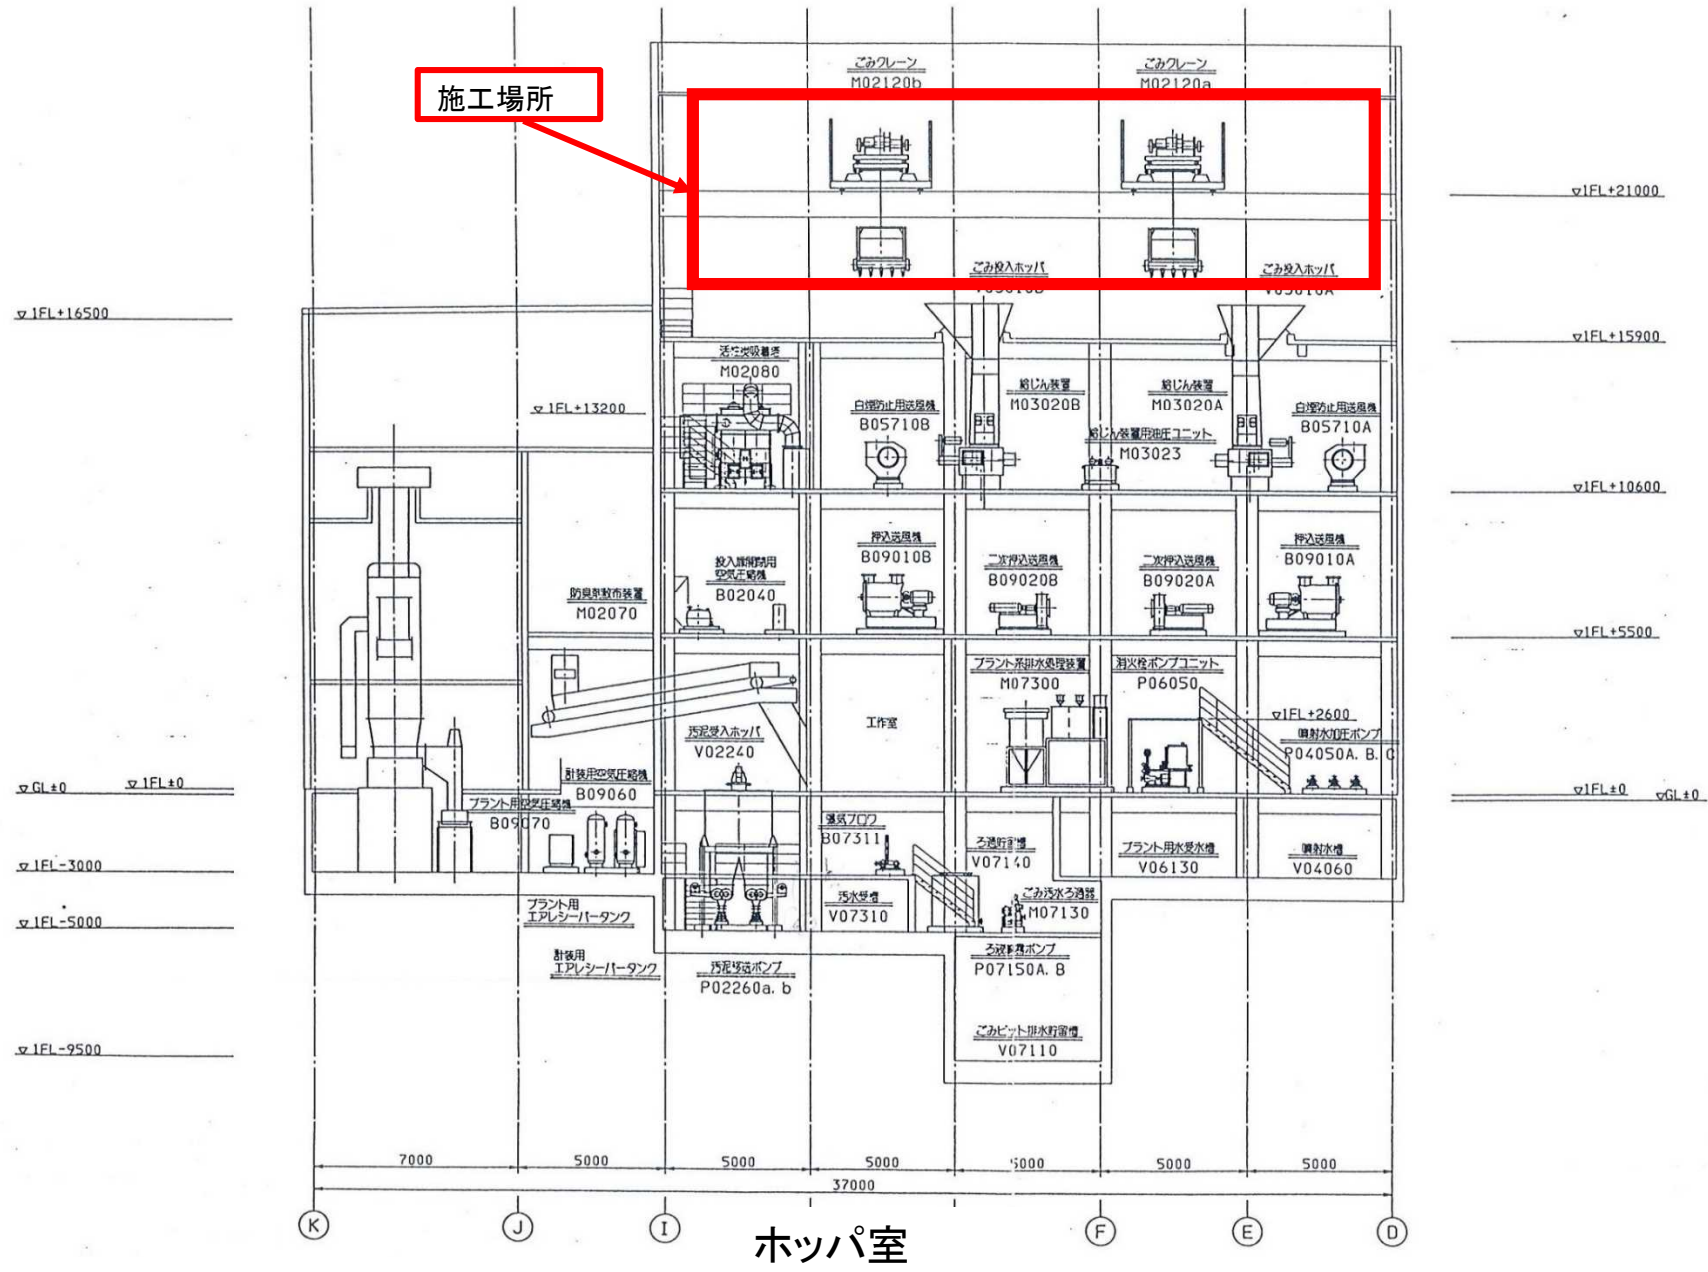 ごみクレーン
M02120b
ごみクレーン
M02120a
施工場所
▽1FL+21000
ごみ投入ホッパ
ごみ投入ホッパ
▽1FL+16500
▽1FL+15900
活性炭吸着塔
M02080
▽1FL+13200
白煙防止用送風機
B05710B
給じん装置
M03020B
給じん装置
M03020A
給じん装置用油圧ユニット
M03023
白煙防止用送風機
B05710A
▽1FL+10600
押込送風機
B09010B
二次押込送風機
B09020B
二次押込送風機
B09020A
押込送風機
B09010A
投入扉開閉用
空気圧縮機
B02040
防臭剤散布装置
M02070
▽1FL+5500
プラント系排水処理装置
M07300
消火栓ポンプユニット
P06050
▽1FL+2600
噴射水加圧ポンプ
P04050A.B.C
工作室
汚泥受入ホッパ
V02240
計装用空気圧縮機
B09060
プラント用空気圧縮機
B09070
▽GL±0
▽1FL±0
▽1FL±0
▽GL±0
曝気ブロワ
B07311
ろ過貯留槽
V07140
プラント用水受水槽
V06130
噴射水槽
V04060
▽1FL-3000
汚水受槽
V07310
ごみ汚水ろ過器
M07130
プラント用
エアレシーバータンク
▽1FL-5000
計装用
エアレシーバータンク
汚泥移送ポンプ
P02260a.b
P07150A.B
ごみピット排水貯留槽
V07110
▽1FL-9500
7000
5000
5000
5000
5000
5000
5000
37000
K
J
I
F
E
D
ホッパ室